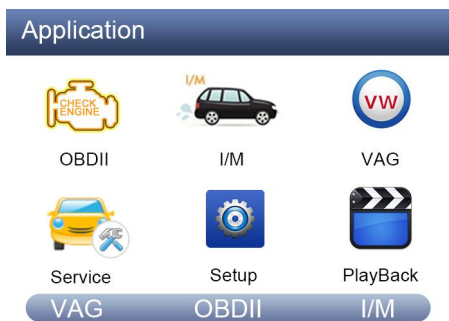 Application
I/M
CHECK
ENGINE
VW
OBDII I/M VAG
Service Setup PlayBack
VAG OBDII I/M